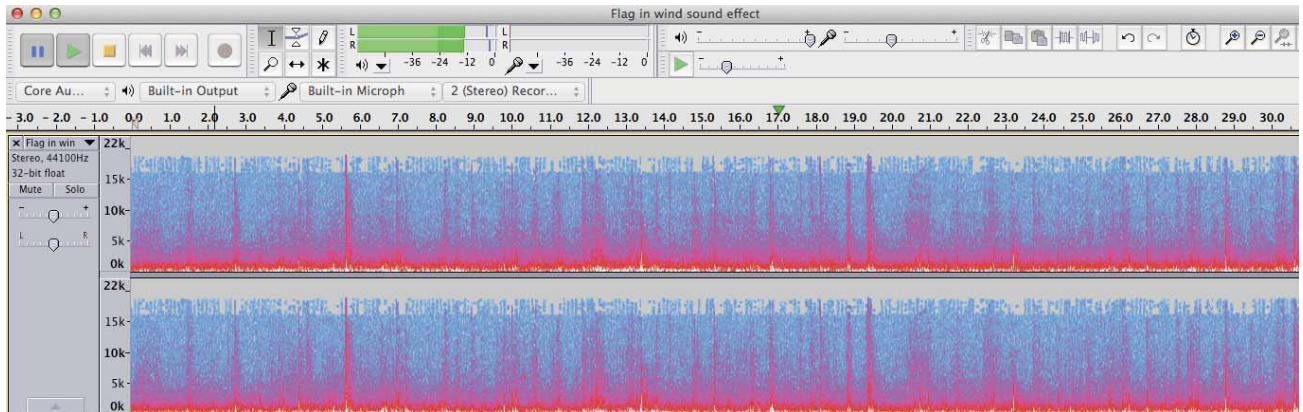 Flag in wind sound effect
L
R
-36 -24 -12 0
L
R
-36 -24 -12 0
Core Au...
Built-in Output
Built-in Microph
2 (Stereo) Recor...
- 3.0 - 2.0 - 1.0 0.0 1.0 2.0 3.0 4.0 5.0 6.0 7.0 8.0 9.0 10.0 11.0 12.0 13.0 14.0 15.0 16.0 17.0 18.0 19.0 20.0 21.0 22.0 23.0 24.0 25.0 26.0 27.0 28.0 29.0 30.0
Flag in win
Stereo, 44100Hz
32-bit float
Mute Solo
- +
L R
22k
15k
10k
5k
0k
22k
15k
10k
5k
0k